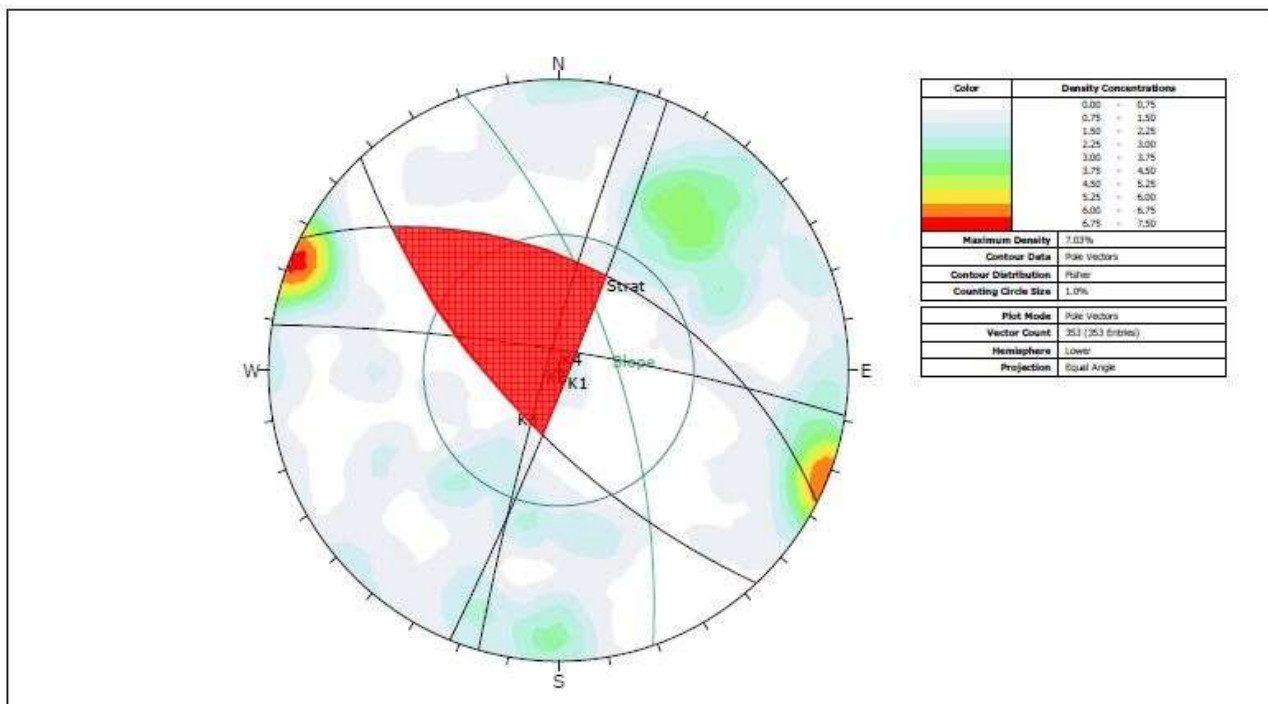 N
W
E
S
Strat
Slope
K4
K1
Color Density Concentrations
0.00 - 0.75
0.75 - 1.50
1.50 - 2.25
2.25 - 3.00
3.00 - 3.75
3.75 - 4.50
4.50 - 5.25
5.25 - 6.00
6.00 - 6.75
6.75 - 7.50
Maximum Density 7.03%
Contour Data Pole Vectors
Contour Distribution Fisher
Counting Circle Size 1.0%
Plot Mode Pole Vectors
Vector Count 353 (353 Entries)
Hemisphere Lower
Projection Equal Angle